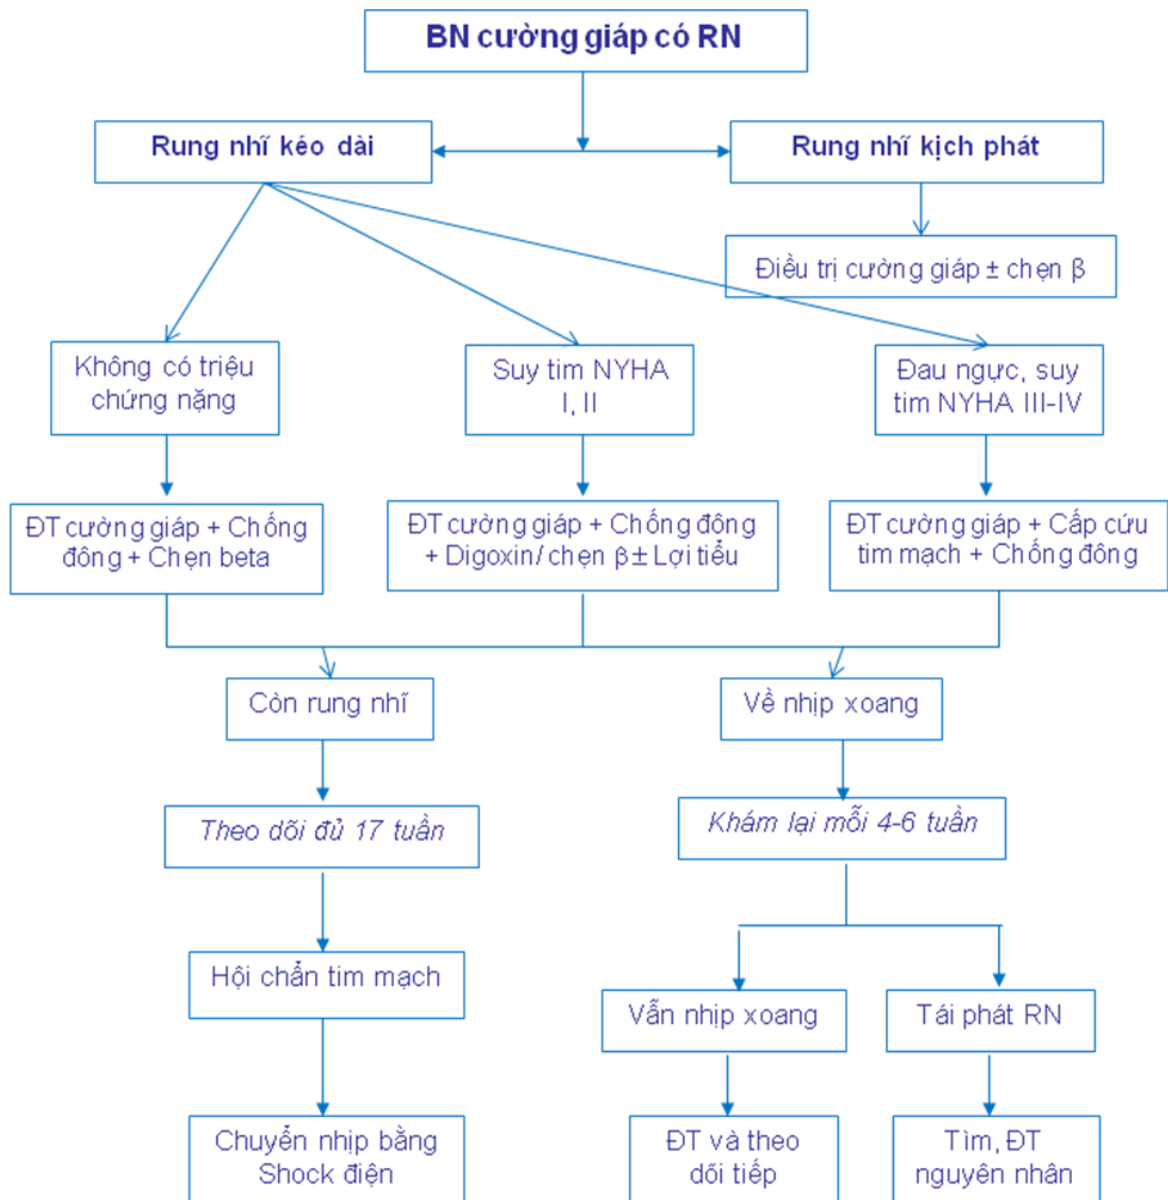 BN cường giáp có RN
Rung nhĩ kéo dài
Rung nhĩ kịch phát
Điều trị cường giáp ± chẹn β
Không có triệu
chứng nặng
Suy tim NYHA
I, II
Đau ngực, suy
tim NYHA III-IV
ĐT cường giáp + Chống
đông + Chẹn beta
ĐT cường giáp + Chống đông
+ Digoxin/ chẹn β ± Lợi tiểu
ĐT cường giáp + Cấp cứu
tim mạch + Chống đông
Còn rung nhĩ
Về nhịp xoang
Theo dõi đủ 17 tuần
Khám lại mỗi 4-6 tuần
Hội chẩn tim mạch
Vẫn nhịp xoang
Tái phát RN
Chuyển nhịp bằng
Shock điện
ĐT và theo
dõi tiếp
Tìm, ĐT
nguyên nhân